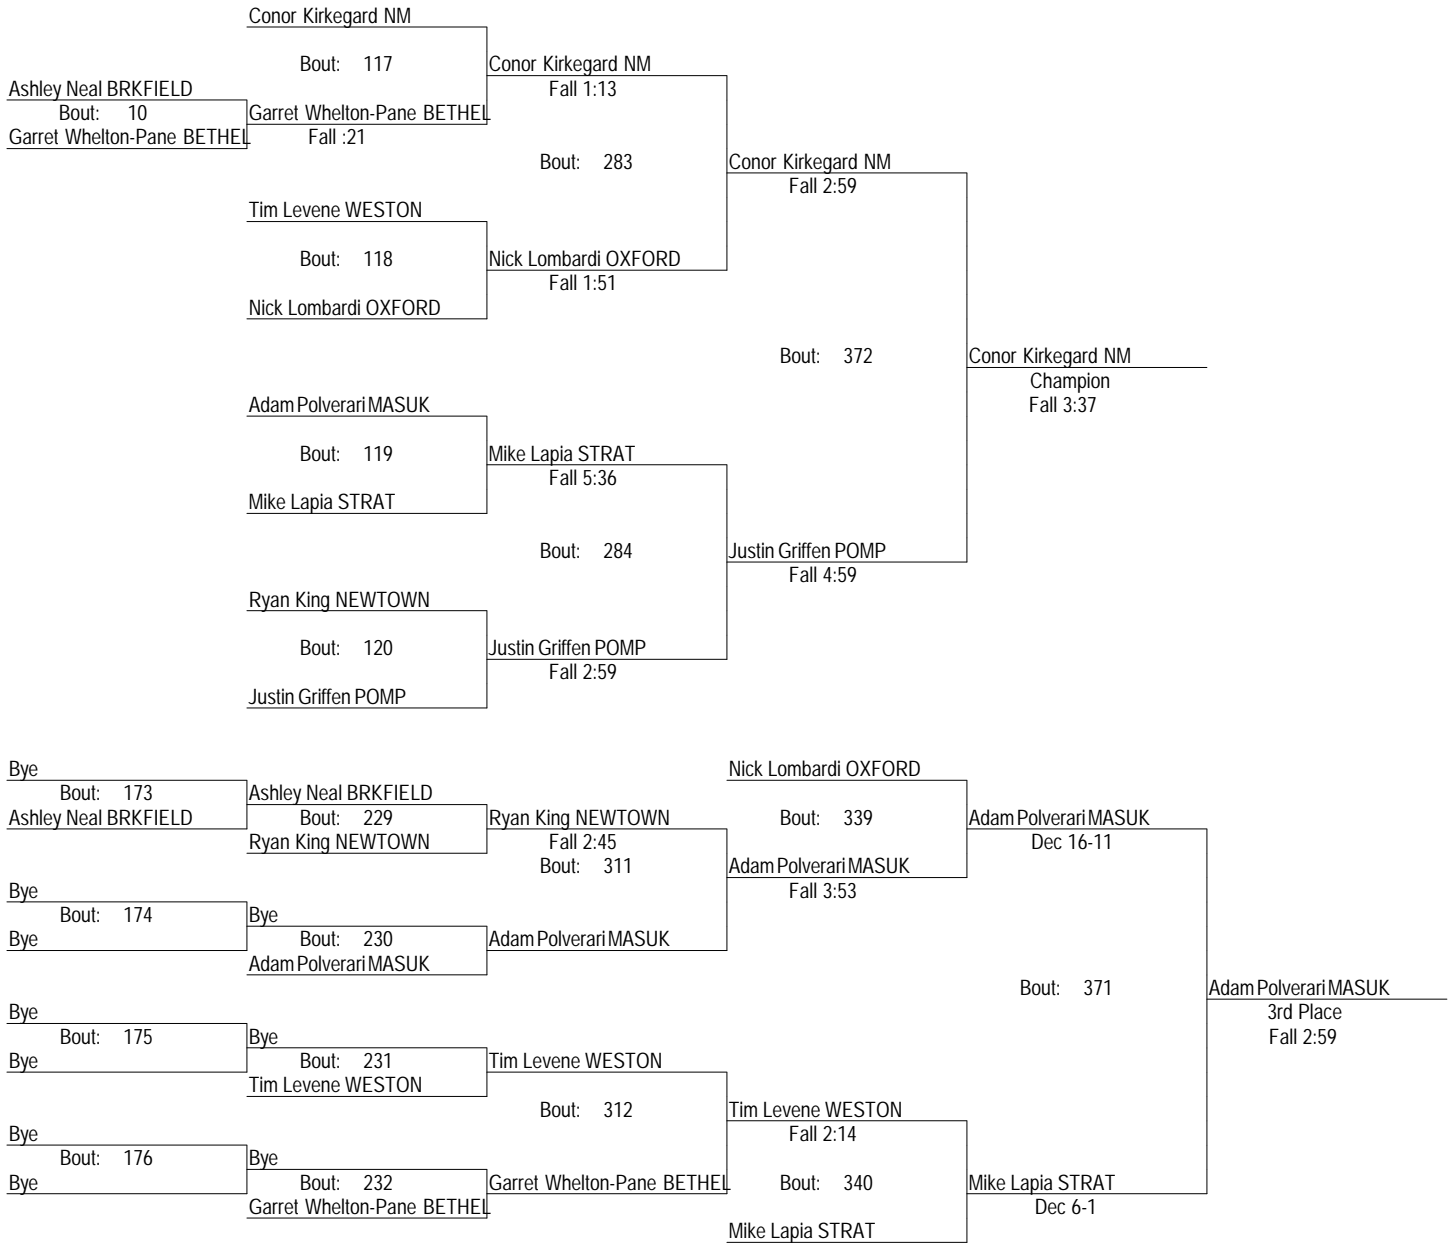 Conor Kirkegard NM
Bout: 117
Conor Kirkegard NM
Ashley Neal BRKFIELD
Fall 1:13
Bout: 10
Garret Whelton-Pane BETHEL
Garret Whelton-Pane BETHEL
Fall :21
Bout: 283
Conor Kirkegard NM
Fall 2:59
Tim Levene WESTON
Bout: 118
Nick Lombardi OXFORD
Fall 1:51
Nick Lombardi OXFORD
Bout: 372
Conor Kirkegard NM
Champion
Fall 3:37
Adam Polverari MASUK
Bout: 119
Mike Lapia STRAT
Fall 5:36
Mike Lapia STRAT
Bout: 284
Justin Griffen POMP
Fall 4:59
Ryan King NEWTOWN
Bout: 120
Justin Griffen POMP
Fall 2:59
Justin Griffen POMP
Bye
Nick Lombardi OXFORD
Bout: 173
Ashley Neal BRKFIELD
Ashley Neal BRKFIELD
Bout: 229
Ryan King NEWTOWN
Bout: 339
Adam Polverari MASUK
Ryan King NEWTOWN
Fall 2:45
Dec 16-11
Bout: 311
Adam Polverari MASUK
Fall 3:53
Bye
Bout: 174
Bye
Bye
Bout: 230
Adam Polverari MASUK
Adam Polverari MASUK
Bout: 371
Adam Polverari MASUK
3rd Place
Fall 2:59
Bye
Bout: 175
Bye
Bye
Bout: 231
Tim Levene WESTON
Tim Levene WESTON
Bout: 312
Tim Levene WESTON
Fall 2:14
Bye
Bout: 176
Bye
Bye
Bout: 232
Garret Whelton-Pane BETHEL
Bout: 340
Mike Lapia STRAT
Garret Whelton-Pane BETHEL
Dec 6-1
Mike Lapia STRAT